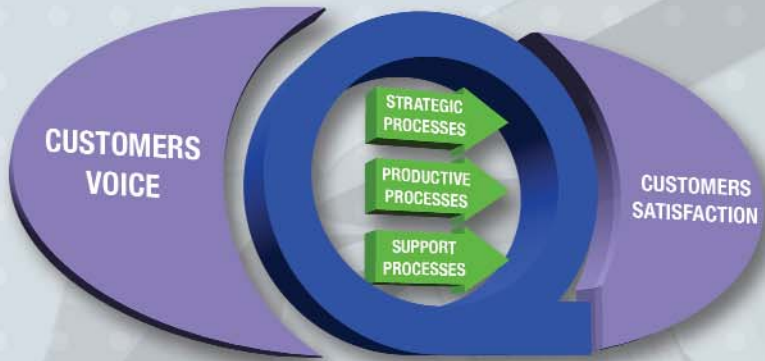 CUSTOMERS
VOICE
STRATEGIC
PROCESSES
PRODUCTIVE
PROCESSES
SUPPORT
PROCESSES
CUSTOMERS
SATISFACTION